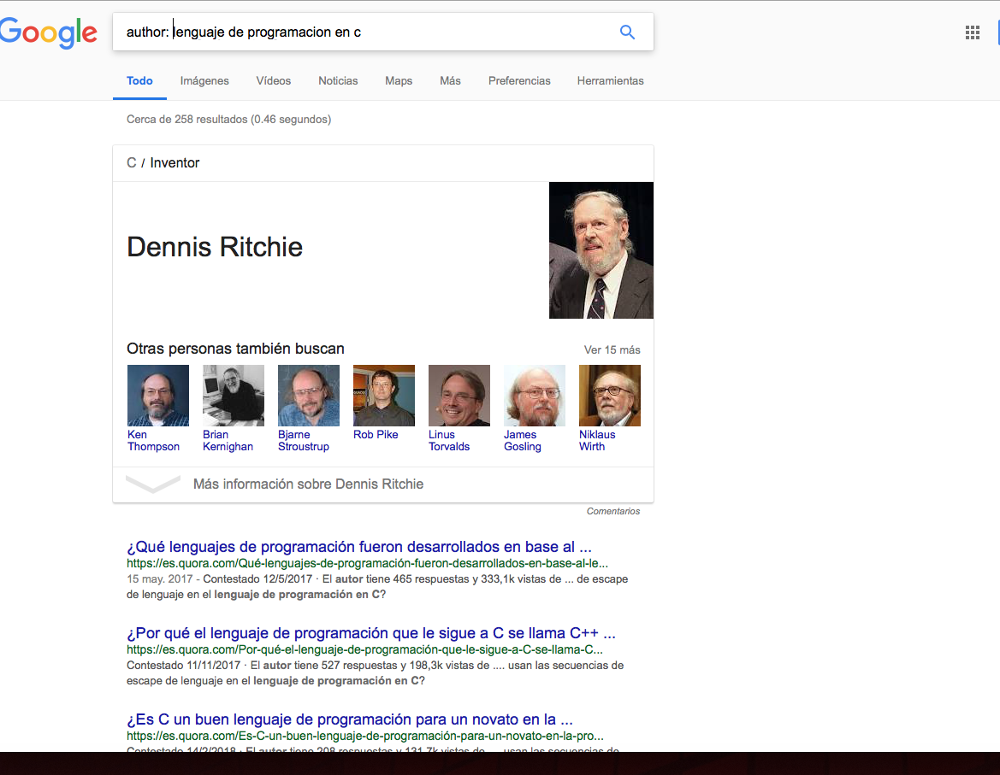 Google
author: lenguaje de programacion en c
Todo Imágenes Vídeos Noticias Maps Más Preferencias Herramientas
Cerca de 258 resultados (0.46 segundos)
C / Inventor
Dennis Ritchie
Otras personas también buscan Ver 15 más
Ken Thompson
Brian Kernighan
Bjarne Stroustrup
Rob Pike
Linus Torvalds
James Gosling
Niklaus Wirth
Más información sobre Dennis Ritchie
Comentarios
¿Qué lenguajes de programación fueron desarrollados en base al ...
https://es.quora.com/Qué-lenguajes-de-programación-fueron-desarrollados-en-base-al-le...
15 may. 2017 - Contestado 12/5/2017 · El autor tiene 465 respuestas y 333,1k vistas de ... de escape
de lenguaje en el lenguaje de programación en C?
¿Por qué el lenguaje de programación que le sigue a C se llama C++ ...
https://es.quora.com/Por-qué-el-lenguaje-de-programación-que-le-sigue-a-C-se-llama-C...
Contestado 11/11/2017 · El autor tiene 527 respuestas y 198,3k vistas de .... usan las secuencias de
escape de lenguaje en el lenguaje de programación en C?
¿Es C un buen lenguaje de programación para un novato en la ...
https://es.quora.com/Es-C-un-buen-lenguaje-de-programación-para-un-novato-en-la-pro...
Contestado 14/2/2018 · El autor tiene 208 respuestas y 131,7k vistas de .... usan las secuencias de